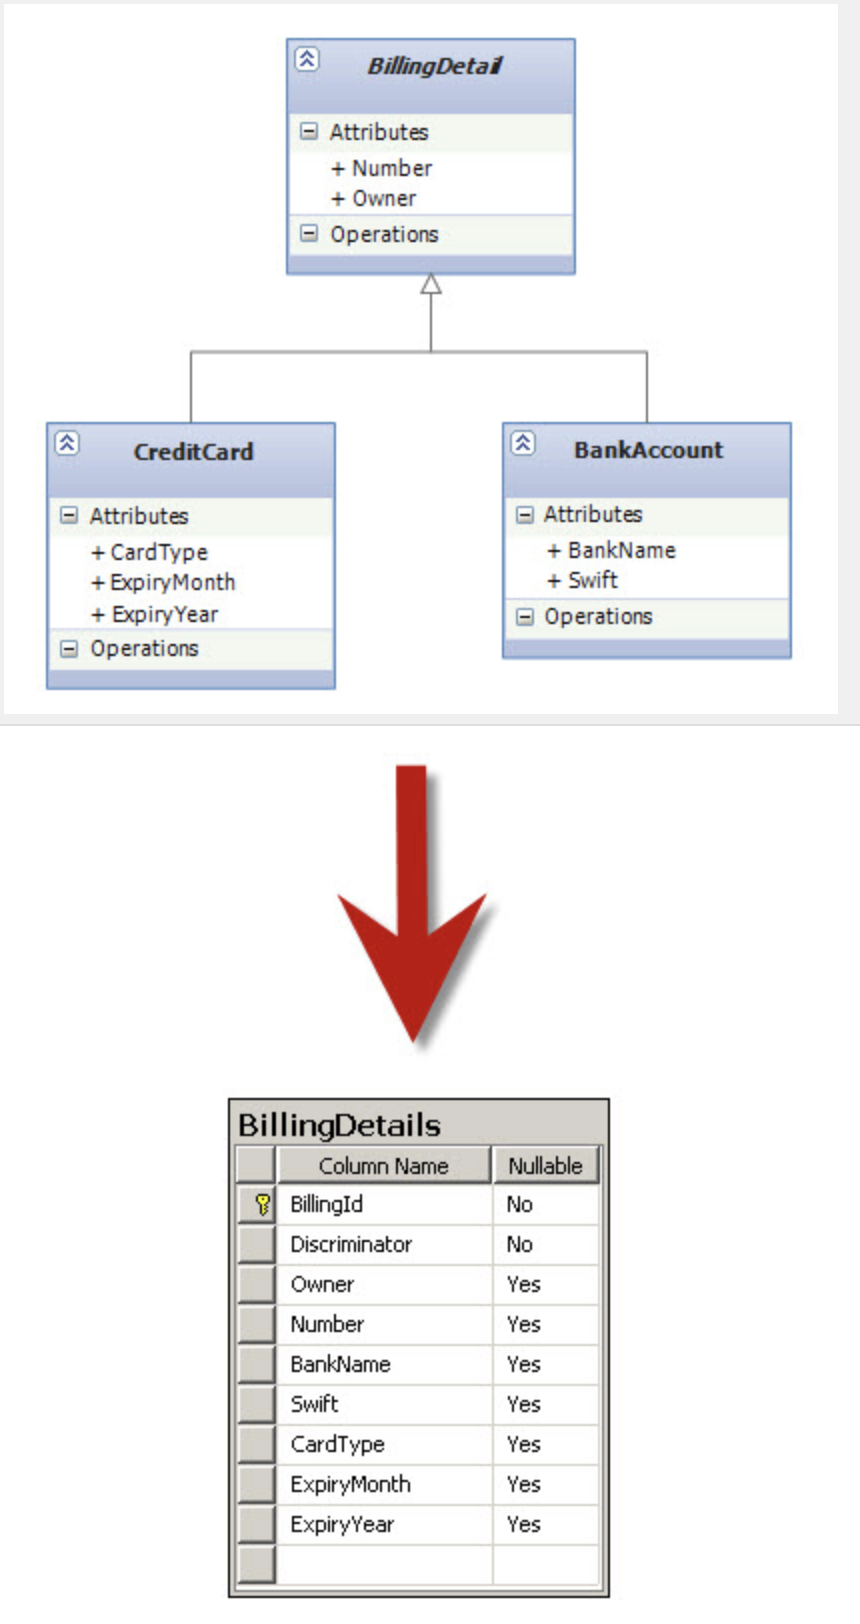 BillingDetail
Attributes
+ Number
+ Owner
Operations
CreditCard
Attributes
+ CardType
+ ExpiryMonth
+ ExpiryYear
Operations
BankAccount
Attributes
+ BankName
+ Swift
Operations
BillingDetails
Column Name Nullable
BillingId No
Discriminator No
Owner Yes
Number Yes
BankName Yes
Swift Yes
CardType Yes
ExpiryMonth Yes
ExpiryYear Yes